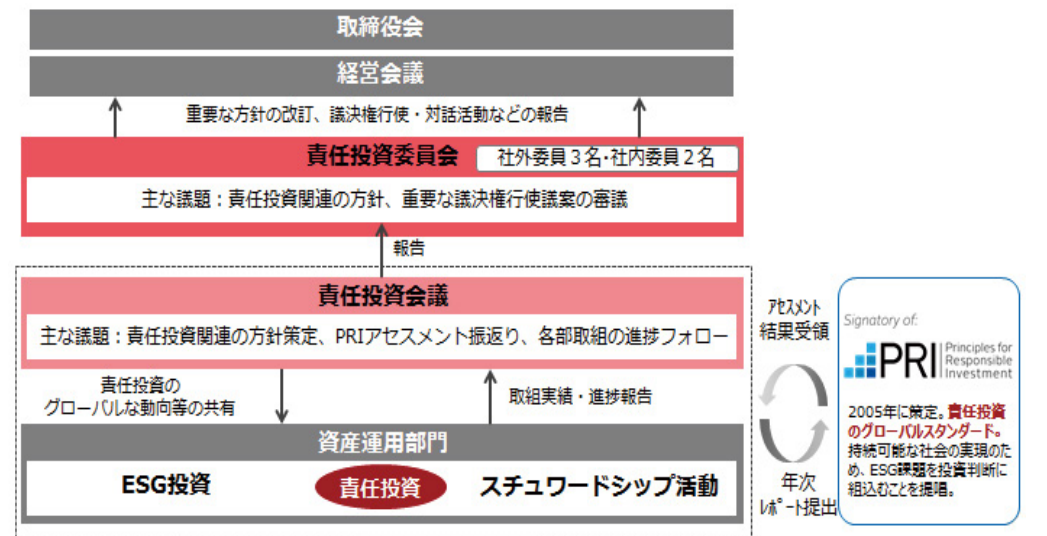 取締役会
経営会議
重要な方針の改訂、議決権行使・対話活動などの報告
責任投資委員会
社外委員3名・社内委員2名
主な議題：責任投資関連の方針、重要な議決権行使議案の審議
報告
責任投資会議
主な議題：責任投資関連の方針策定、PRIアセスメント振返り、各部取組の進捗フォロー
責任投資の
グローバルな動向等の共有
取組実績・進捗報告
資産運用部門
ESG投資
責任投資
スチュワードシップ活動
ｱｾｽﾒﾝﾄ
結果受領
年次
ﾚﾎﾟｰﾄ提出
Signatory of:
PRI
Principles for
Responsible
Investment
2005年に策定。責任投資
のグローバルスタンダード。
持続可能な社会の実現のた
め、ESG課題を投資判断に
組込むことを提唱。